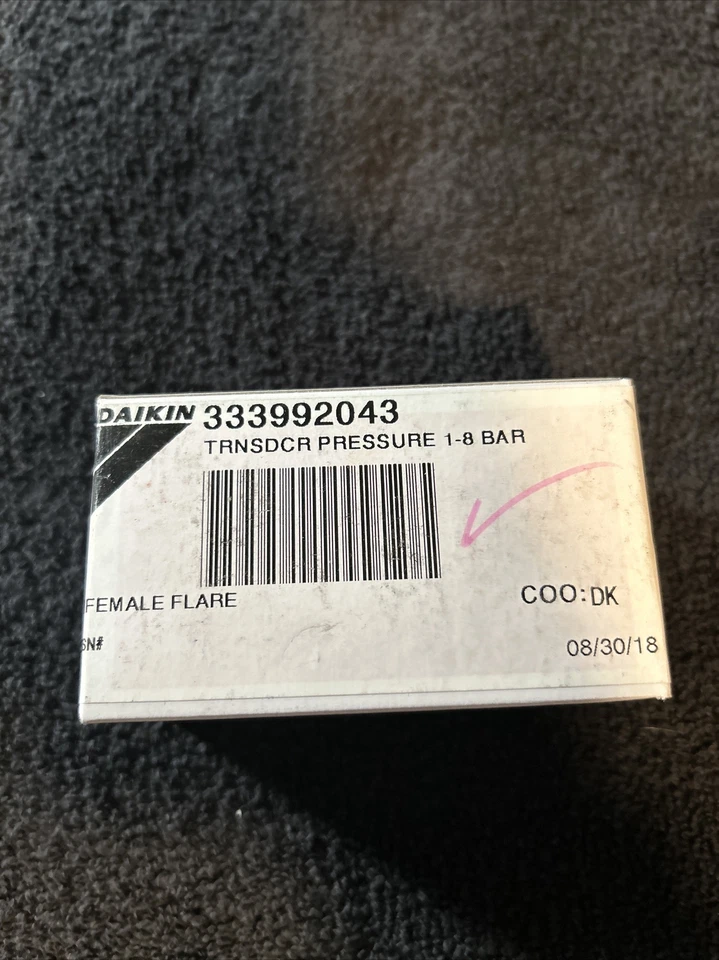 DAIKIN 333992043
TRNSDCR PRESSURE 1-8 BAR
FEMALE FLARE
COO:DK
SN#
08/30/18